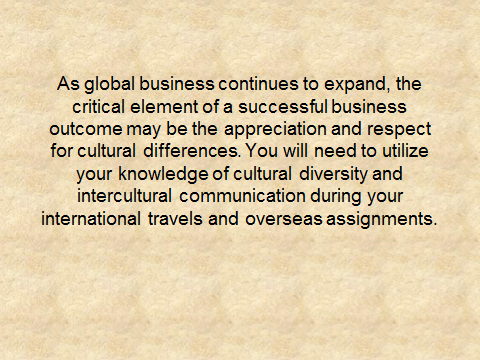 As global business continues to expand, the
critical element of a successful business
outcome may be the appreciation and respect
for cultural differences. You will need to utilize
your knowledge of cultural diversity and
intercultural communication during your
international travels and overseas assignments.